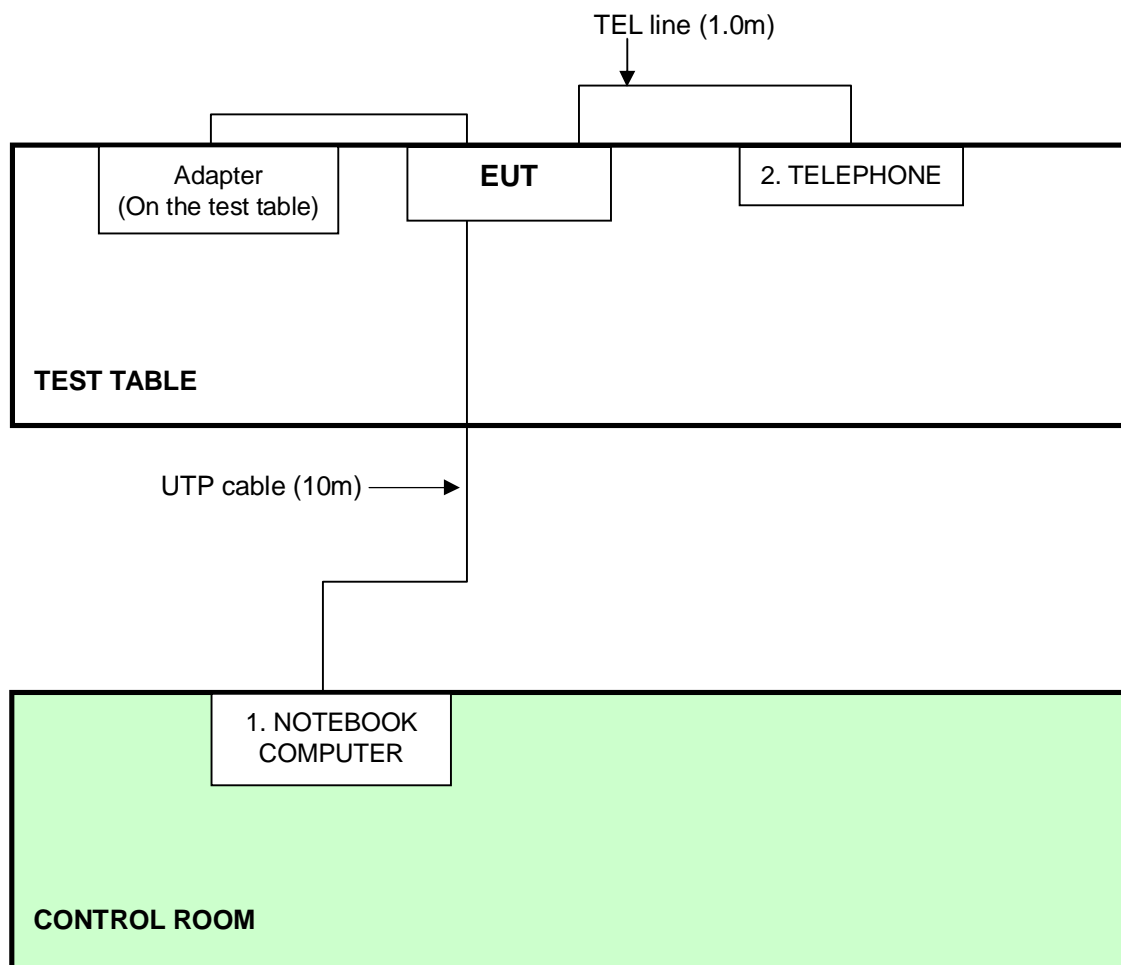 TEL line (1.0m)
Adapter
(On the test table)
EUT
2. TELEPHONE
TEST TABLE
UTP cable (10m)
1. NOTEBOOK
COMPUTER
CONTROL ROOM